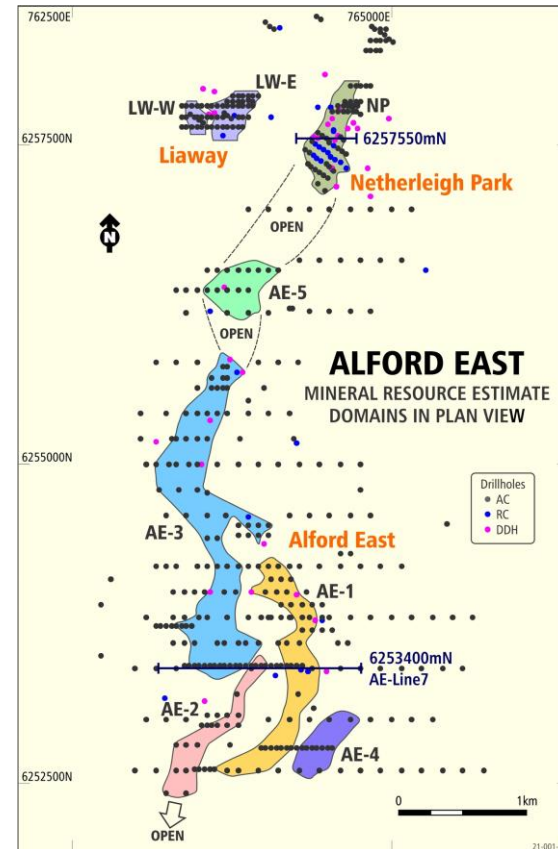 762500N
765000N
LW-E
LW-W
NP
6257500N
6257550mN
Liaway
Netherleigh Park
OPEN
N
AE-5
OPEN
ALFORD EAST
MINERAL RESOURCE ESTIMATE
DOMAINS IN PLAN VIEW
6255000N
Drillholes
AC
RC
DDH
AE-3
Alford East
AE-1
6253400mN
AE-Line7
AE-2
AE-4
6252500N
0 1km
OPEN